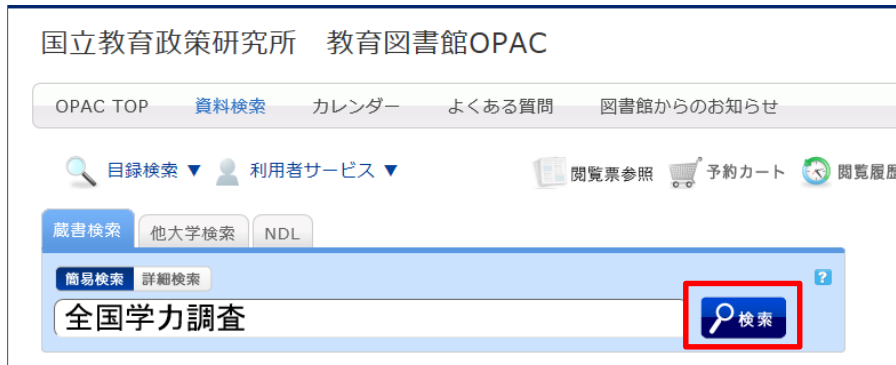 国立教育政策研究所　教育図書館OPAC
OPAC TOP　資料検索　カレンダー　よくある質問　図書館からのお知らせ
目録検索 ▼　利用者サービス ▼　閲覧票参照　予約カート　閲覧履歴
蔵書検索　他大学検索　NDL
簡易検索　詳細検索　?
全国学力調査　検索